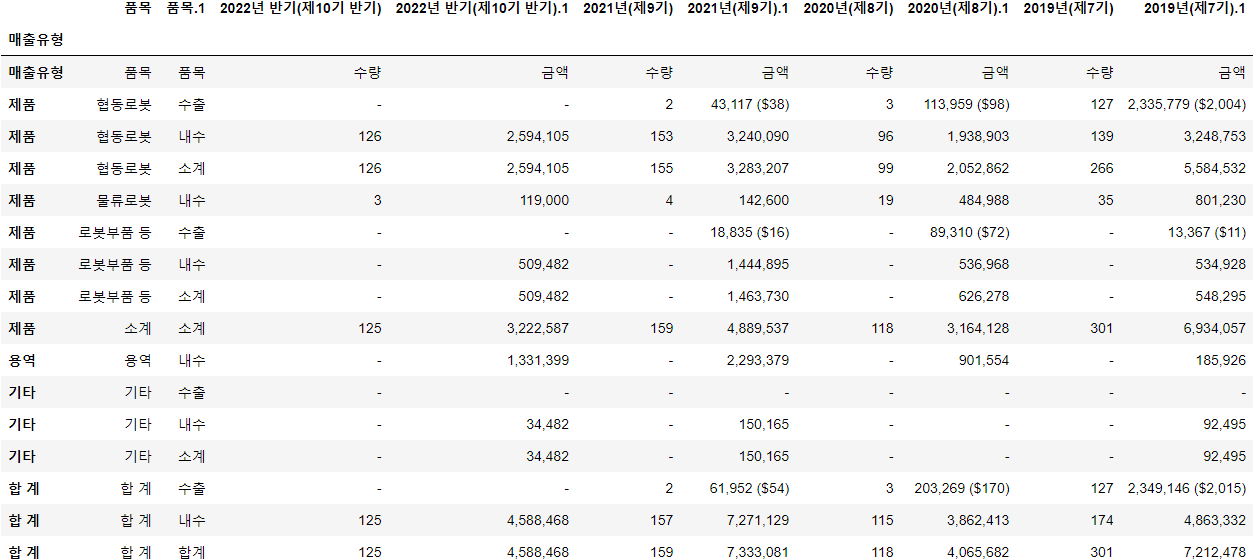 품목 품목.1 2022년 반기(제10기 반기) 2022년 반기(제10기 반기).1 2021년(제9기) 2021년(제9기).1 2020년(제8기) 2020년(제8기).1 2019년(제7기) 2019년(제7기).1
매출유형
매출유형 품목 품목 수량 금액 수량 금액 수량 금액 수량 금액
제품 협동로봇 수출 - - 2 43,117 ($38) 3 113,959 ($98) 127 2,335,779 ($2,004)
제품 협동로봇 내수 126 2,594,105 153 3,240,090 96 1,938,903 139 3,248,753
제품 협동로봇 소계 126 2,594,105 155 3,283,207 99 2,052,862 266 5,584,532
제품 물류로봇 내수 3 119,000 4 142,600 19 484,988 35 801,230
제품 로봇부품 등 수출 - - - 18,835 ($16) - 89,310 ($72) - 13,367 ($11)
제품 로봇부품 등 내수 - 509,482 - 1,444,895 - 536,968 - 534,928
제품 로봇부품 등 소계 - 509,482 - 1,463,730 - 626,278 - 548,295
제품 소계 소계 125 3,222,587 159 4,889,537 118 3,164,128 301 6,934,057
용역 용역 내수 - 1,331,399 - 2,293,379 - 901,554 - 185,926
기타 기타 수출 - - - - - - - -
기타 기타 내수 - 34,482 - 150,165 - - - 92,495
기타 기타 소계 - 34,482 - 150,165 - - - 92,495
합 계 합 계 수출 - - 2 61,952 ($54) 3 203,269 ($170) 127 2,349,146 ($2,015)
합 계 합 계 내수 125 4,588,468 157 7,271,129 115 3,862,413 174 4,863,332
합 계 합 계 합계 125 4,588,468 159 7,333,081 118 4,065,682 301 7,212,478